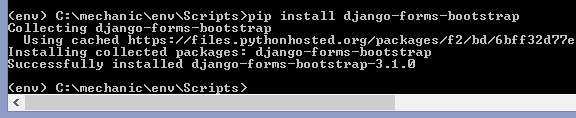 (env) C:\mechanic\env\Scripts>pip install django-forms-bootstrap
Collecting django-forms-bootstrap
  Using cached https://files.pythonhosted.org/packages/f2/bd/6bff32d77e
Installing collected packages: django-forms-bootstrap
Successfully installed django-forms-bootstrap-3.1.0
(env) C:\mechanic\env\Scripts>